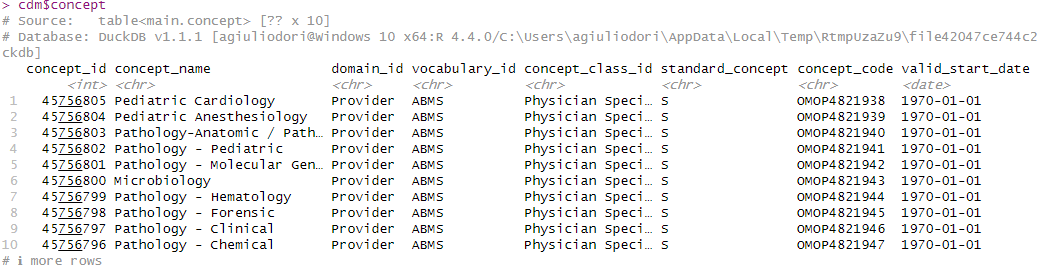 > cdm$concept
# Source:   table<main.concept> [?? x 10]
# Database: DuckDB v1.1.1 [agiuliodori@Windows 10 x64:R 4.4.0/C:\Users\agiuliodori\AppData\Local\Temp\RtmpUzaZu9\file42047ce744c2
ckdb]
   concept_id concept_name               domain_id vocabulary_id concept_class_id standard_concept concept_code valid_start_date
        <int> <chr>                      <chr>     <chr>         <chr>            <chr>            <chr>        <date>
 1   45756805 Pediatric Cardiology       Provider  ABMS          Physician Speci… S                OMOP4821938  1970-01-01
 2   45756804 Pediatric Anesthesiology   Provider  ABMS          Physician Speci… S                OMOP4821939  1970-01-01
 3   45756803 Pathology-Anatomic / Path… Provider  ABMS          Physician Speci… S                OMOP4821940  1970-01-01
 4   45756802 Pathology - Pediatric      Provider  ABMS          Physician Speci… S                OMOP4821941  1970-01-01
 5   45756801 Pathology - Molecular Gen… Provider  ABMS          Physician Speci… S                OMOP4821942  1970-01-01
 6   45756800 Microbiology               Provider  ABMS          Physician Speci… S                OMOP4821943  1970-01-01
 7   45756799 Pathology - Hematology     Provider  ABMS          Physician Speci… S                OMOP4821944  1970-01-01
 8   45756798 Pathology - Forensic       Provider  ABMS          Physician Speci… S                OMOP4821945  1970-01-01
 9   45756797 Pathology - Clinical       Provider  ABMS          Physician Speci… S                OMOP4821946  1970-01-01
10   45756796 Pathology - Chemical       Provider  ABMS          Physician Speci… S                OMOP4821947  1970-01-01
# ℹ more rows